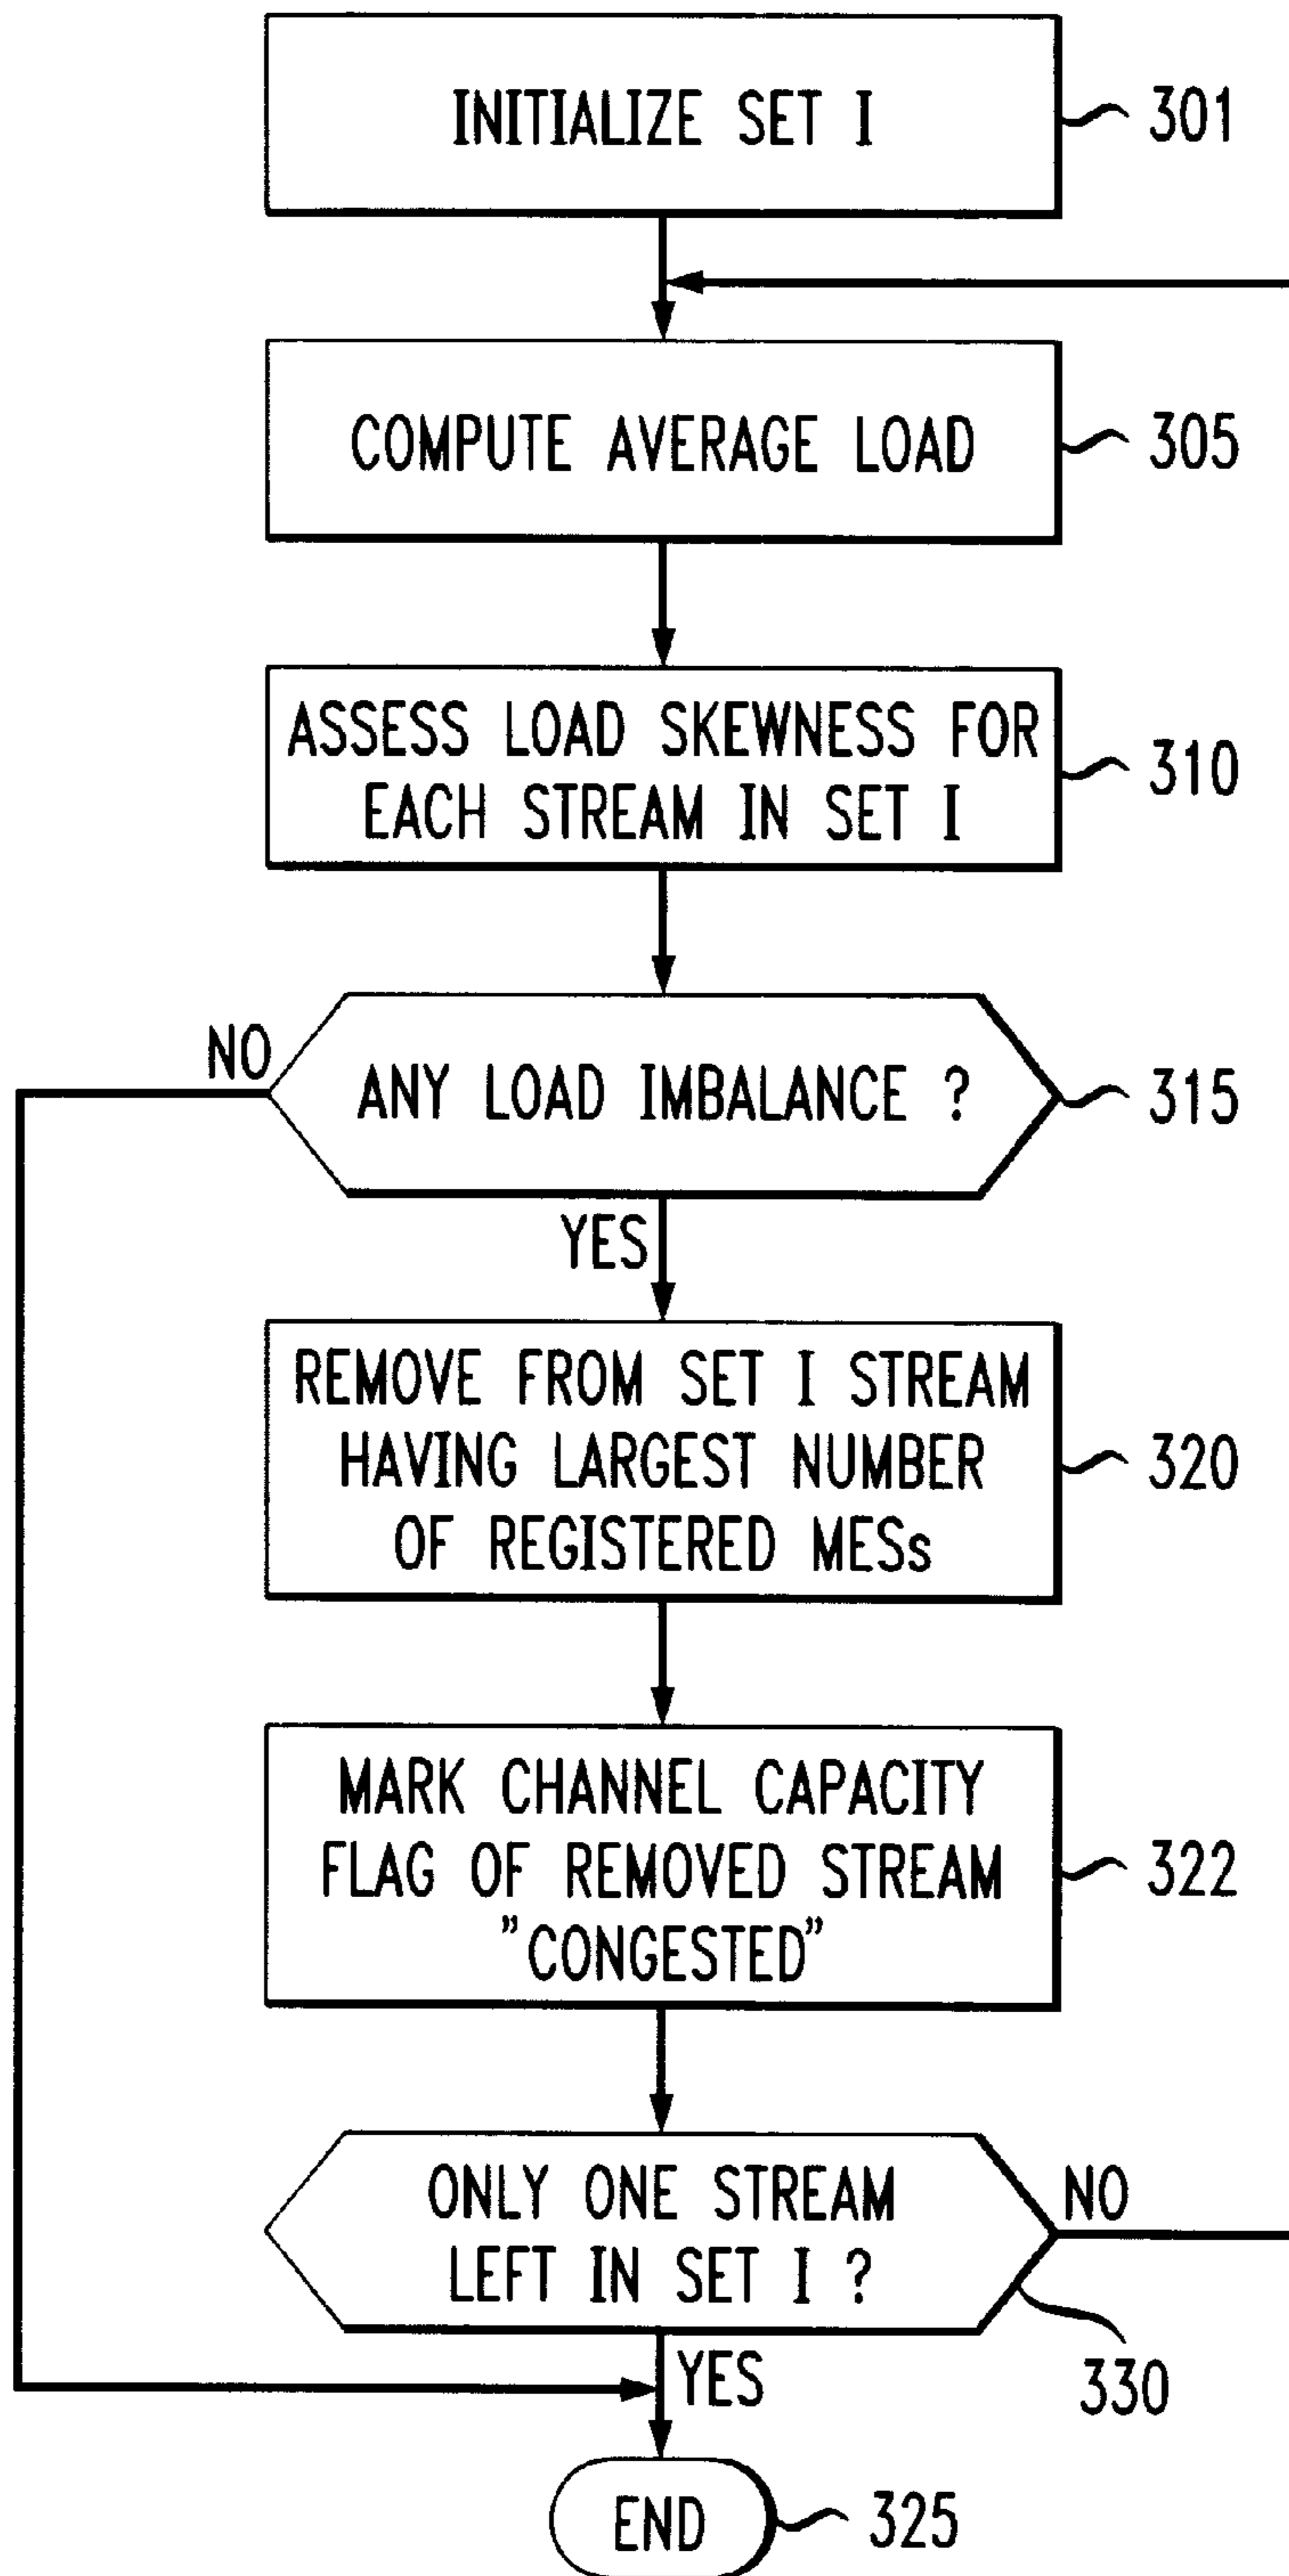 INITIALIZE SET I
301
COMPUTE AVERAGE LOAD
305
ASSESS LOAD SKEWNESS FOR
EACH STREAM IN SET I
310
NO
ANY LOAD IMBALANCE ?
315
YES
REMOVE FROM SET I STREAM
HAVING LARGEST NUMBER
OF REGISTERED MESs
320
MARK CHANNEL CAPACITY
FLAG OF REMOVED STREAM
"CONGESTED"
322
ONLY ONE STREAM
LEFT IN SET I ?
NO
330
YES
END
325